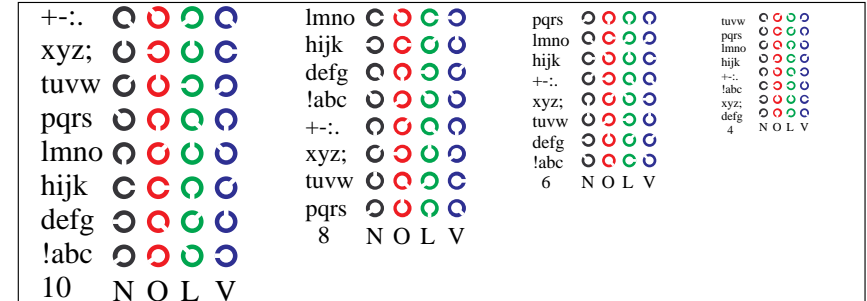 +-:.
xyz;
tuvw
pqrs
lmno
hijk
defg
!abc
10 N O L V
lmno
hijk
defg
!abc
+-:.
xyz;
tuvw
pqrs
8 N O L V
pqrs
lmno
hijk
+-:.
xyz;
tuvw
defg
!abc
6 N O L V
tuvw
pqrs
lmno
hijk
+-:.
!abc
xyz;
defg
4 N O L V